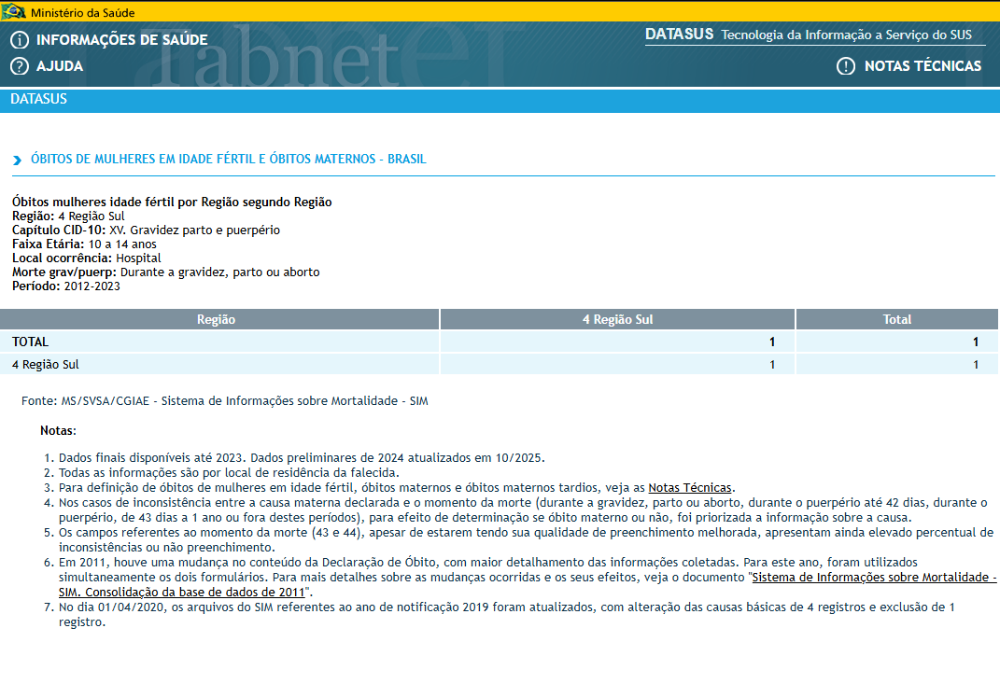 Ministério da Saúde
INFORMAÇÕES DE SAÚDE
DATASUS Tecnologia da Informação a Serviço do SUS
Tabnet
AJUDA
NOTAS TÉCNICAS
DATASUS
ÓBITOS DE MULHERES EM IDADE FÉRTIL E ÓBITOS MATERNOS - BRASIL
Óbitos mulheres idade fértil por Região segundo Região
Região: 4 Região Sul
Capítulo CID-10: XV. Gravidez parto e puerpério
Faixa Etária: 10 a 14 anos
Local ocorrência: Hospital
Morte grav/puerp: Durante a gravidez, parto ou aborto
Período: 2012-2023
Região 4 Região Sul Total
TOTAL 1 1
4 Região Sul 1 1
Fonte: MS/SVSA/CGIAE - Sistema de Informações sobre Mortalidade - SIM
Notas:
1. Dados finais disponíveis até 2023. Dados preliminares de 2024 atualizados em 10/2025.
2. Todas as informações são por local de residência da falecida.
3. Para definição de óbitos de mulheres em idade fértil, óbitos maternos e óbitos maternos tardios, veja as Notas Técnicas.
4. Nos casos de inconsistência entre a causa materna declarada e o momento da morte (durante a gravidez, parto ou aborto, durante o puerpério até 42 dias, durante o
puerpério, de 43 dias a 1 ano ou fora destes períodos), para efeito de determinação se óbito materno ou não, foi priorizada a informação sobre a causa.
5. Os campos referentes ao momento da morte (43 e 44), apesar de estarem tendo sua qualidade de preenchimento melhorada, apresentam ainda elevado percentual de
inconsistências ou não preenchimento.
6. Em 2011, houve uma mudança no conteúdo da Declaração de Óbito, com maior detalhamento das informações coletadas. Para este ano, foram utilizados
simultaneamente os dois formulários. Para mais detalhes sobre as mudanças ocorridas e os seus efeitos, veja o documento "Sistema de Informações sobre Mortalidade -
SIM. Consolidação da base de dados de 2011".
7. No dia 01/04/2020, os arquivos do SIM referentes ao ano de notificação 2019 foram atualizados, com alteração das causas básicas de 4 registros e exclusão de 1
registro.